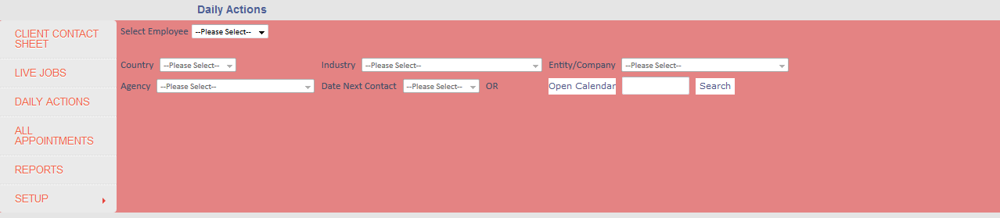 Daily Actions
CLIENT CONTACT
SHEET
LIVE JOBS
DAILY ACTIONS
ALL
APPOINTMENTS
REPORTS
SETUP
Select Employee --Please Select--
Country --Please Select-- Industry --Please Select-- Entity/Company --Please Select--
Agency --Please Select-- Date Next Contact --Please Select-- OR Open Calendar Search